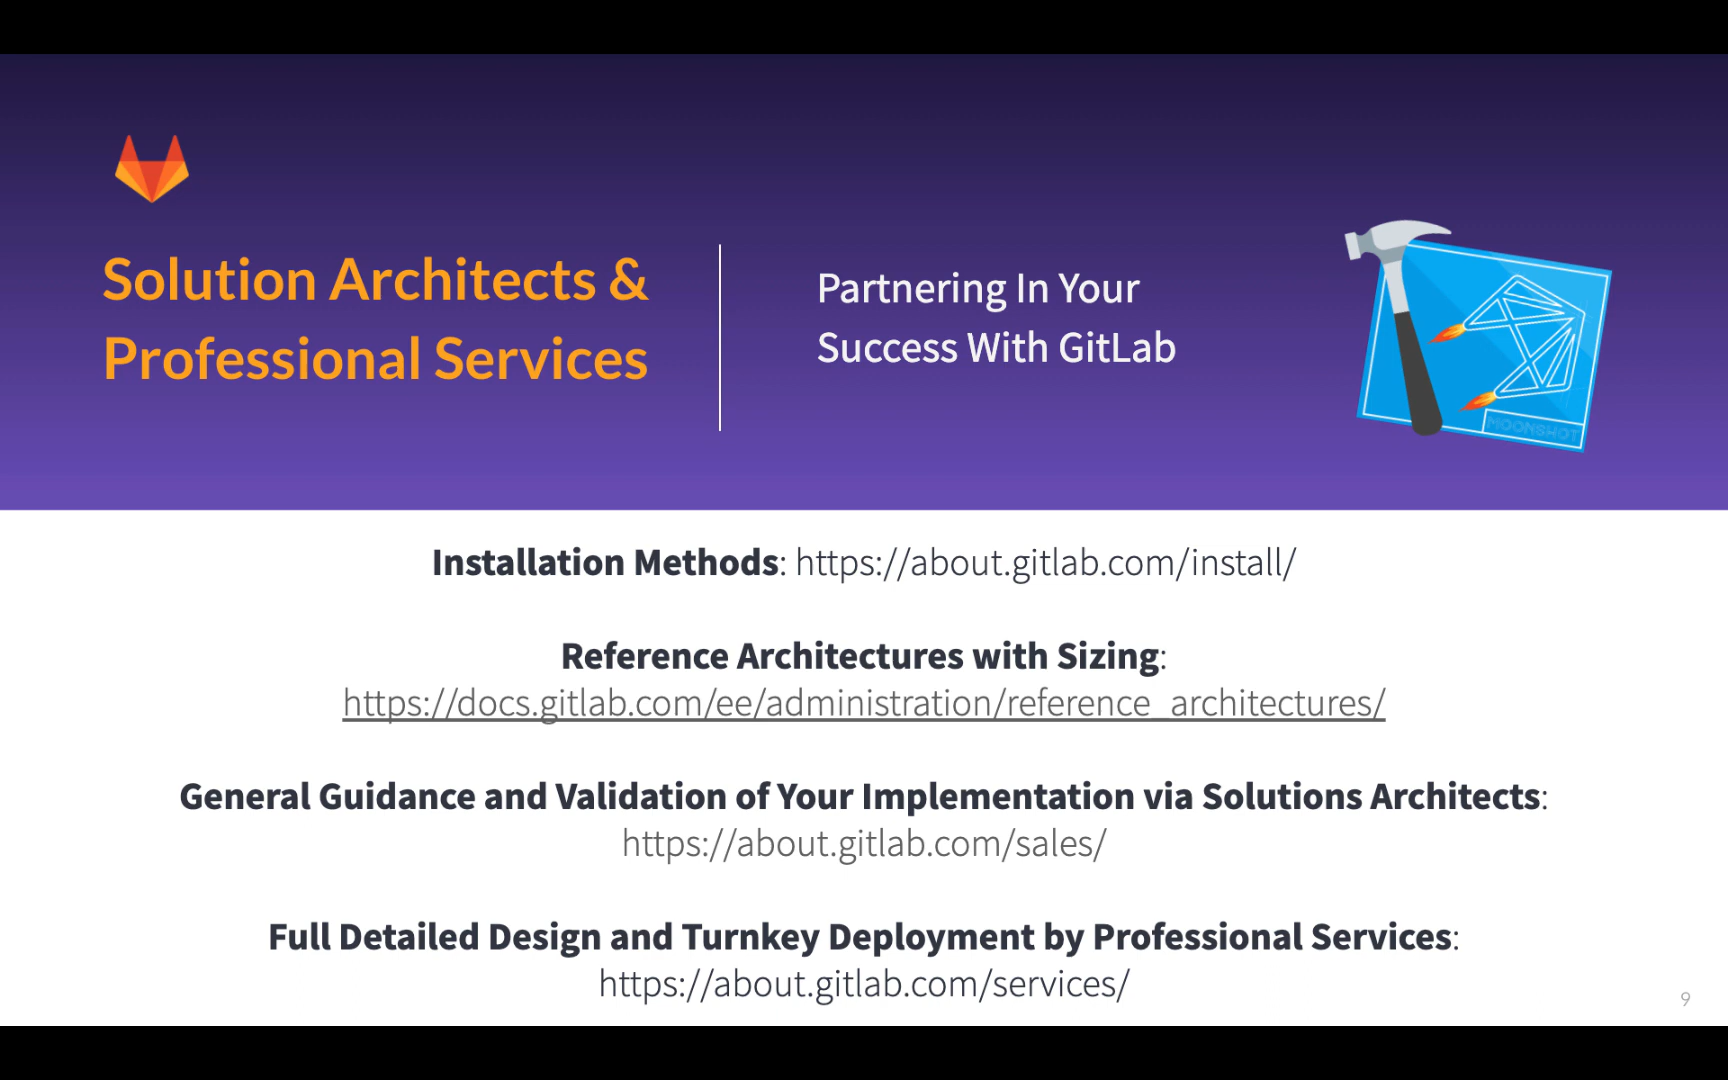 Solution Architects &
Professional Services
Partnering In Your
Success With GitLab
MOONSHOT
Installation Methods: https://about.gitlab.com/install/
Reference Architectures with Sizing:
https://docs.gitlab.com/ee/administration/reference_architectures/
General Guidance and Validation of Your Implementation via Solutions Architects:
https://about.gitlab.com/sales/
Full Detailed Design and Turnkey Deployment by Professional Services:
https://about.gitlab.com/services/
9